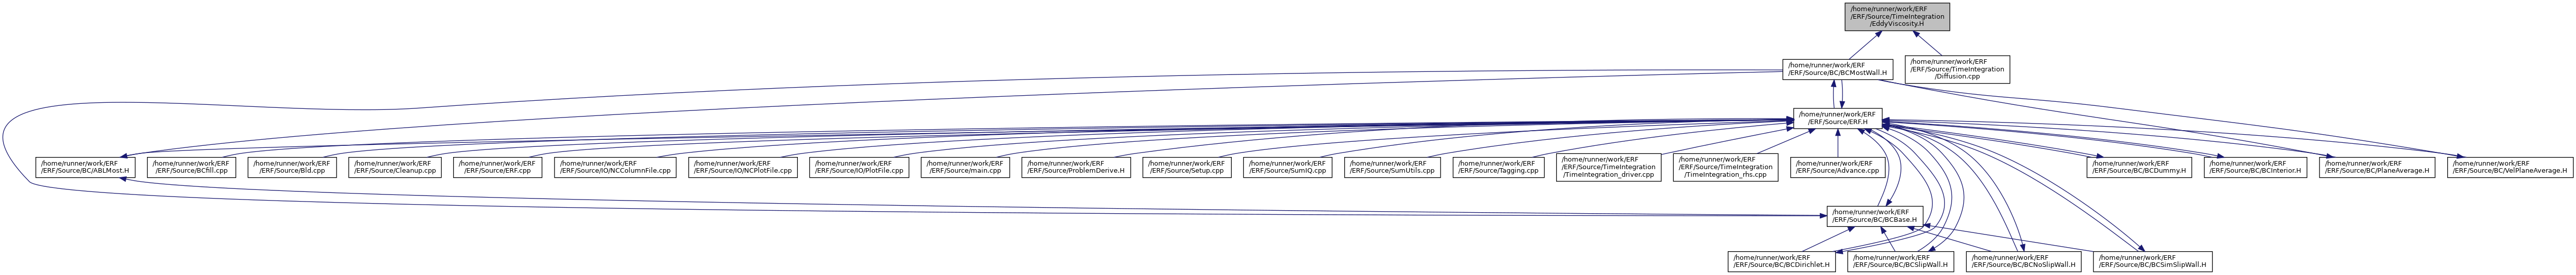 /home/runner/work/ERF
/ERF/Source/TimeIntegration
/EddyViscosity.H
/home/runner/work/ERF
/ERF/Source/BC/BCMostWall.H
/home/runner/work/ERF
/ERF/Source/TimeIntegration
/Diffusion.cpp
/home/runner/work/ERF
/ERF/Source/ERF.H
/home/runner/work/ERF
/ERF/Source/BC/ABLMost.H
/home/runner/work/ERF
/ERF/Source/BCfill.cpp
/home/runner/work/ERF
/ERF/Source/Bld.cpp
/home/runner/work/ERF
/ERF/Source/Cleanup.cpp
/home/runner/work/ERF
/ERF/Source/ERF.cpp
/home/runner/work/ERF
/ERF/Source/IO/NCColumnFile.cpp
/home/runner/work/ERF
/ERF/Source/IO/NCPlotFile.cpp
/home/runner/work/ERF
/ERF/Source/IO/PlotFile.cpp
/home/runner/work/ERF
/ERF/Source/main.cpp
/home/runner/work/ERF
/ERF/Source/ProblemDerive.H
/home/runner/work/ERF
/ERF/Source/Setup.cpp
/home/runner/work/ERF
/ERF/Source/SumIQ.cpp
/home/runner/work/ERF
/ERF/Source/SumUtils.cpp
/home/runner/work/ERF
/ERF/Source/Tagging.cpp
/home/runner/work/ERF
/ERF/Source/TimeIntegration
/TimeIntegration_driver.cpp
/home/runner/work/ERF
/ERF/Source/TimeIntegration
/TimeIntegration_rhs.cpp
/home/runner/work/ERF
/ERF/Source/Advance.cpp
/home/runner/work/ERF
/ERF/Source/BC/BCDummy.H
/home/runner/work/ERF
/ERF/Source/BC/BCInterior.H
/home/runner/work/ERF
/ERF/Source/BC/PlaneAverage.H
/home/runner/work/ERF
/ERF/Source/BC/VelPlaneAverage.H
/home/runner/work/ERF
/ERF/Source/BC/BCBase.H
/home/runner/work/ERF
/ERF/Source/BC/BCDirichlet.H
/home/runner/work/ERF
/ERF/Source/BC/BCSlipWall.H
/home/runner/work/ERF
/ERF/Source/BC/BCNoSlipWall.H
/home/runner/work/ERF
/ERF/Source/BC/BCSimSlipWall.H